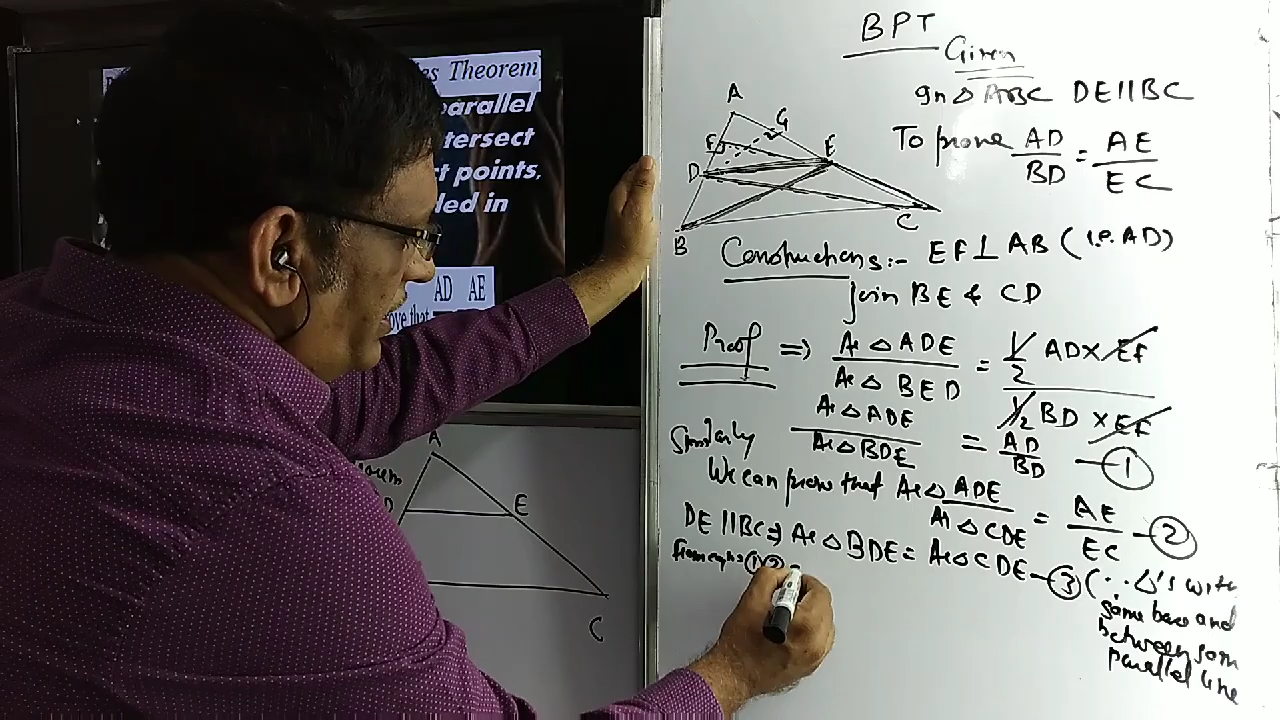 es Theorem
parallel
tersect
t points,
ded in
AD AE
ove that
orem
A
D
E
C
BPT
Given
In △ ABC DE||BC
To prove AD/BD = AE/EC
A
G
F
E
D
C
B
Constructions:- EF⊥AB (i.e. AD)
Join BE & CD
Proof => Ar △ ADE / Ar △ BED = 1/2 AD×EF / 1/2 BD×EF
Ar △ ADE / Ar △ BDE = AD/BD —①
Similarly
We can prove that Ar △ ADE / Ar △ CDE = AE/EC —②
DE||BC => Ar △ BDE = Ar △ CDE —③ (∵ △'s with
same base and
between same
parallel line
From eqns ① ②